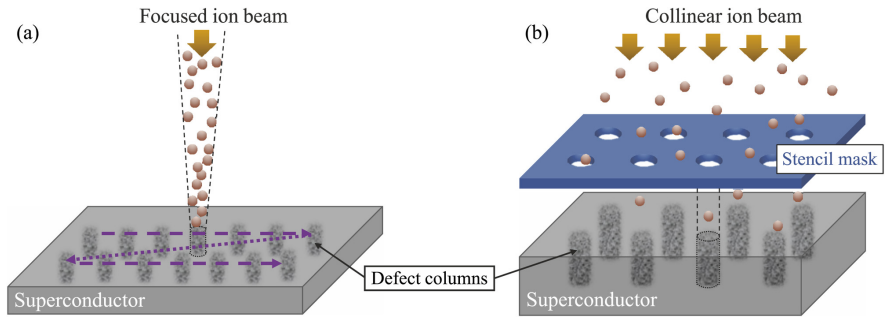 (a)
Focused ion beam
Superconductor
(b)
Collinear ion beam
Stencil mask
Defect columns
Superconductor